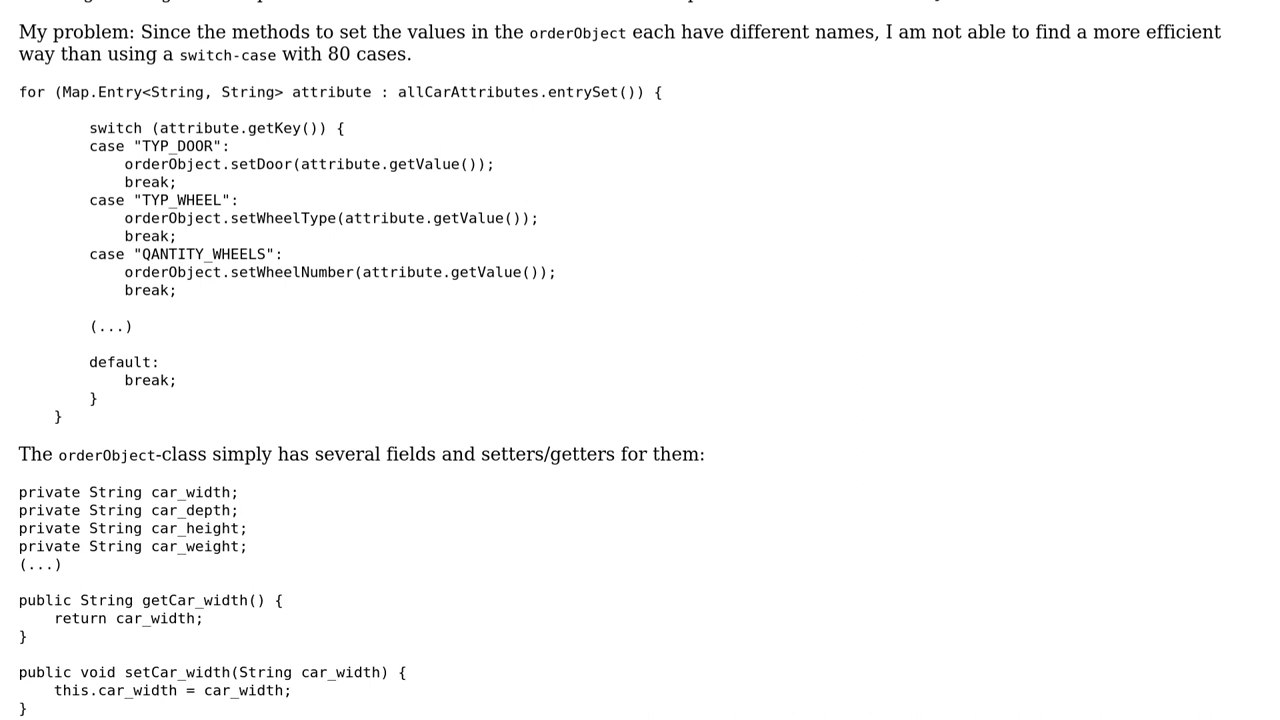 My problem: Since the methods to set the values in the orderObject each have different names, I am not able to find a more efficient
way than using a switch-case with 80 cases.
for (Map.Entry<String, String> attribute : allCarAttributes.entrySet()) {
switch (attribute.getKey()) {
case "TYP_DOOR":
orderObject.setDoor(attribute.getValue());
break;
case "TYP_WHEEL":
orderObject.setWheelType(attribute.getValue());
break;
case "QANTITY_WHEELS":
orderObject.setWheelNumber(attribute.getValue());
break;
(...)
default:
break;
}
}
The orderObject-class simply has several fields and setters/getters for them:
private String car_width;
private String car_depth;
private String car_height;
private String car_weight;
(...)
public String getCar_width() {
return car_width;
}
public void setCar_width(String car_width) {
this.car_width = car_width;
}